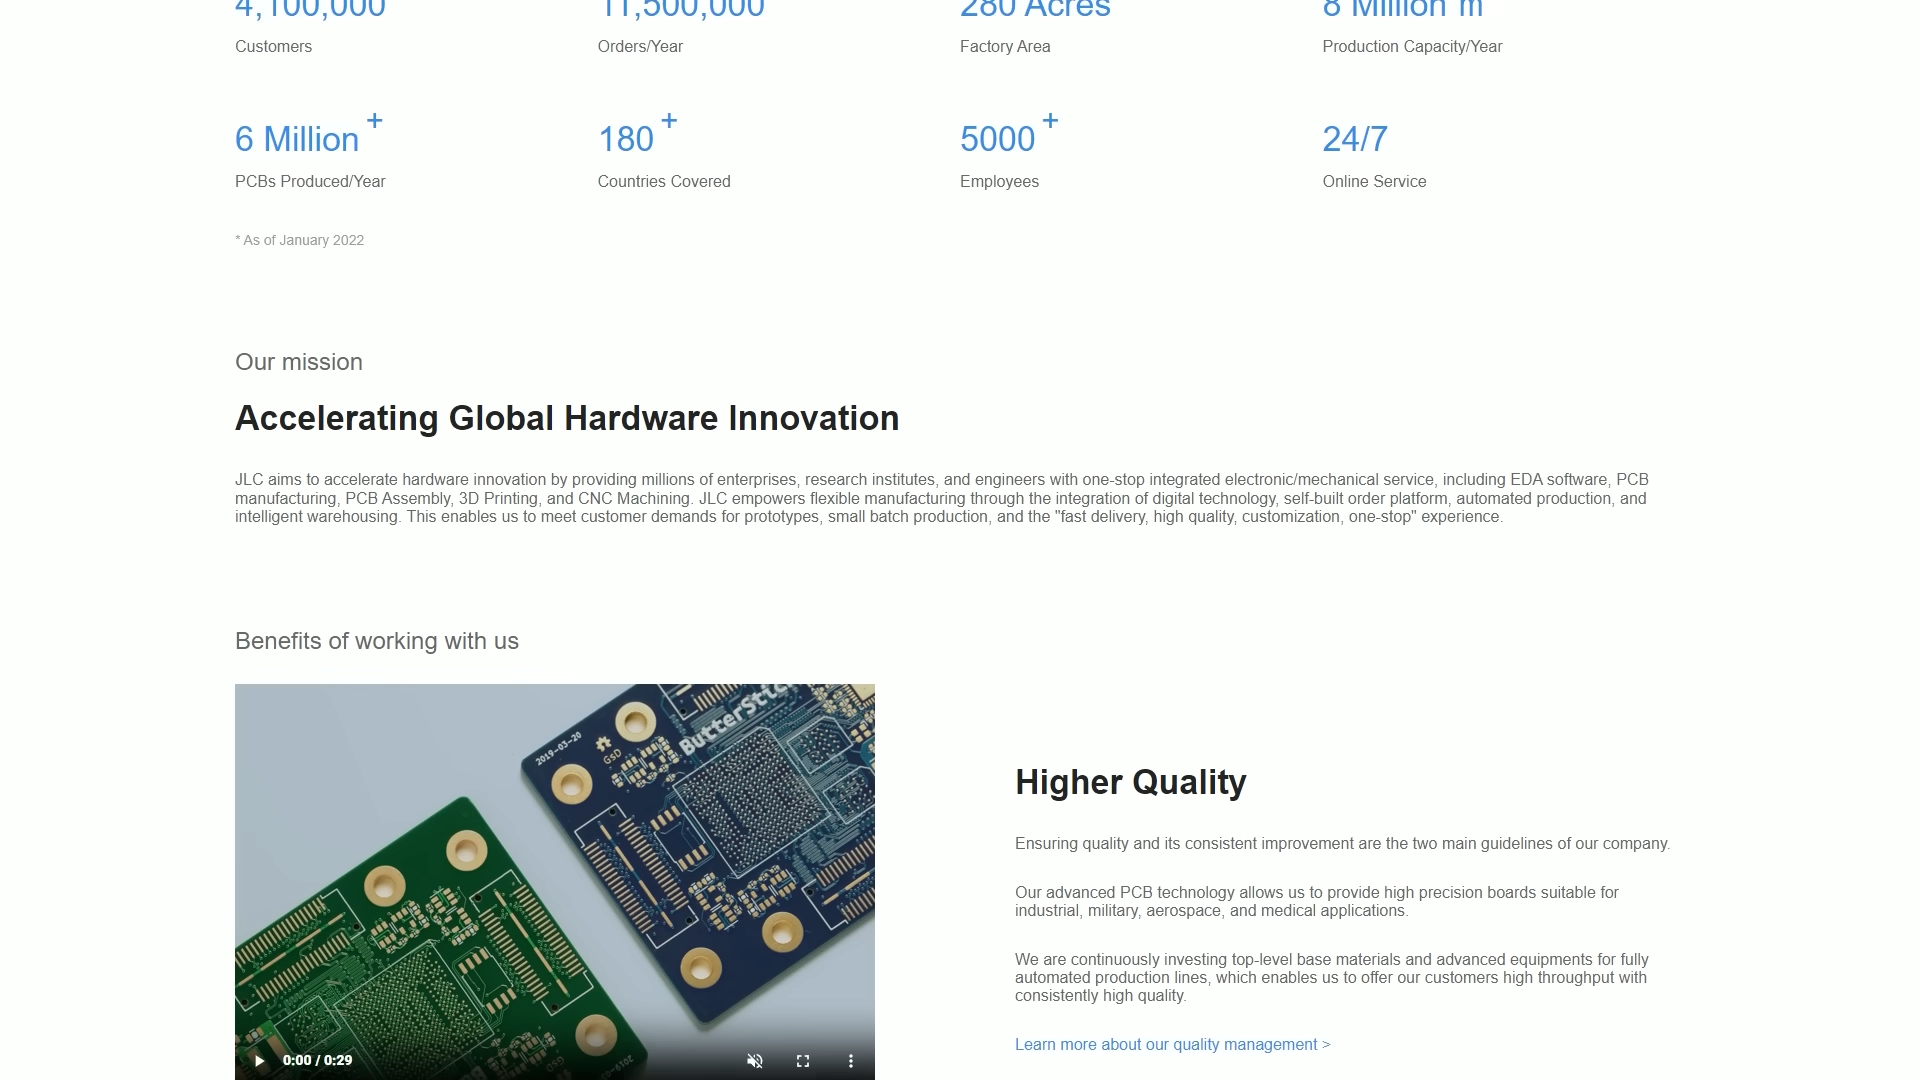 4,100,000
11,500,000
280 Acres
8 Million m
Customers
Orders/Year
Factory Area
Production Capacity/Year
6 Million +
180 +
5000 +
24/7
PCBs Produced/Year
Countries Covered
Employees
Online Service
* As of January 2022
Our mission
Accelerating Global Hardware Innovation
JLC aims to accelerate hardware innovation by providing millions of enterprises, research institutes, and engineers with one-stop integrated electronic/mechanical service, including EDA software, PCB
manufacturing, PCB Assembly, 3D Printing, and CNC Machining. JLC empowers flexible manufacturing through the integration of digital technology, self-built order platform, automated production, and
intelligent warehousing. This enables us to meet customer demands for prototypes, small batch production, and the "fast delivery, high quality, customization, one-stop" experience.
Benefits of working with us
2019-03-20
GsD
ButterStick
0:00 / 0:29
Higher Quality
Ensuring quality and its consistent improvement are the two main guidelines of our company.
Our advanced PCB technology allows us to provide high precision boards suitable for
industrial, military, aerospace, and medical applications.
We are continuously investing top-level base materials and advanced equipments for fully
automated production lines, which enables us to offer our customers high throughput with
consistently high quality.
Learn more about our quality management >